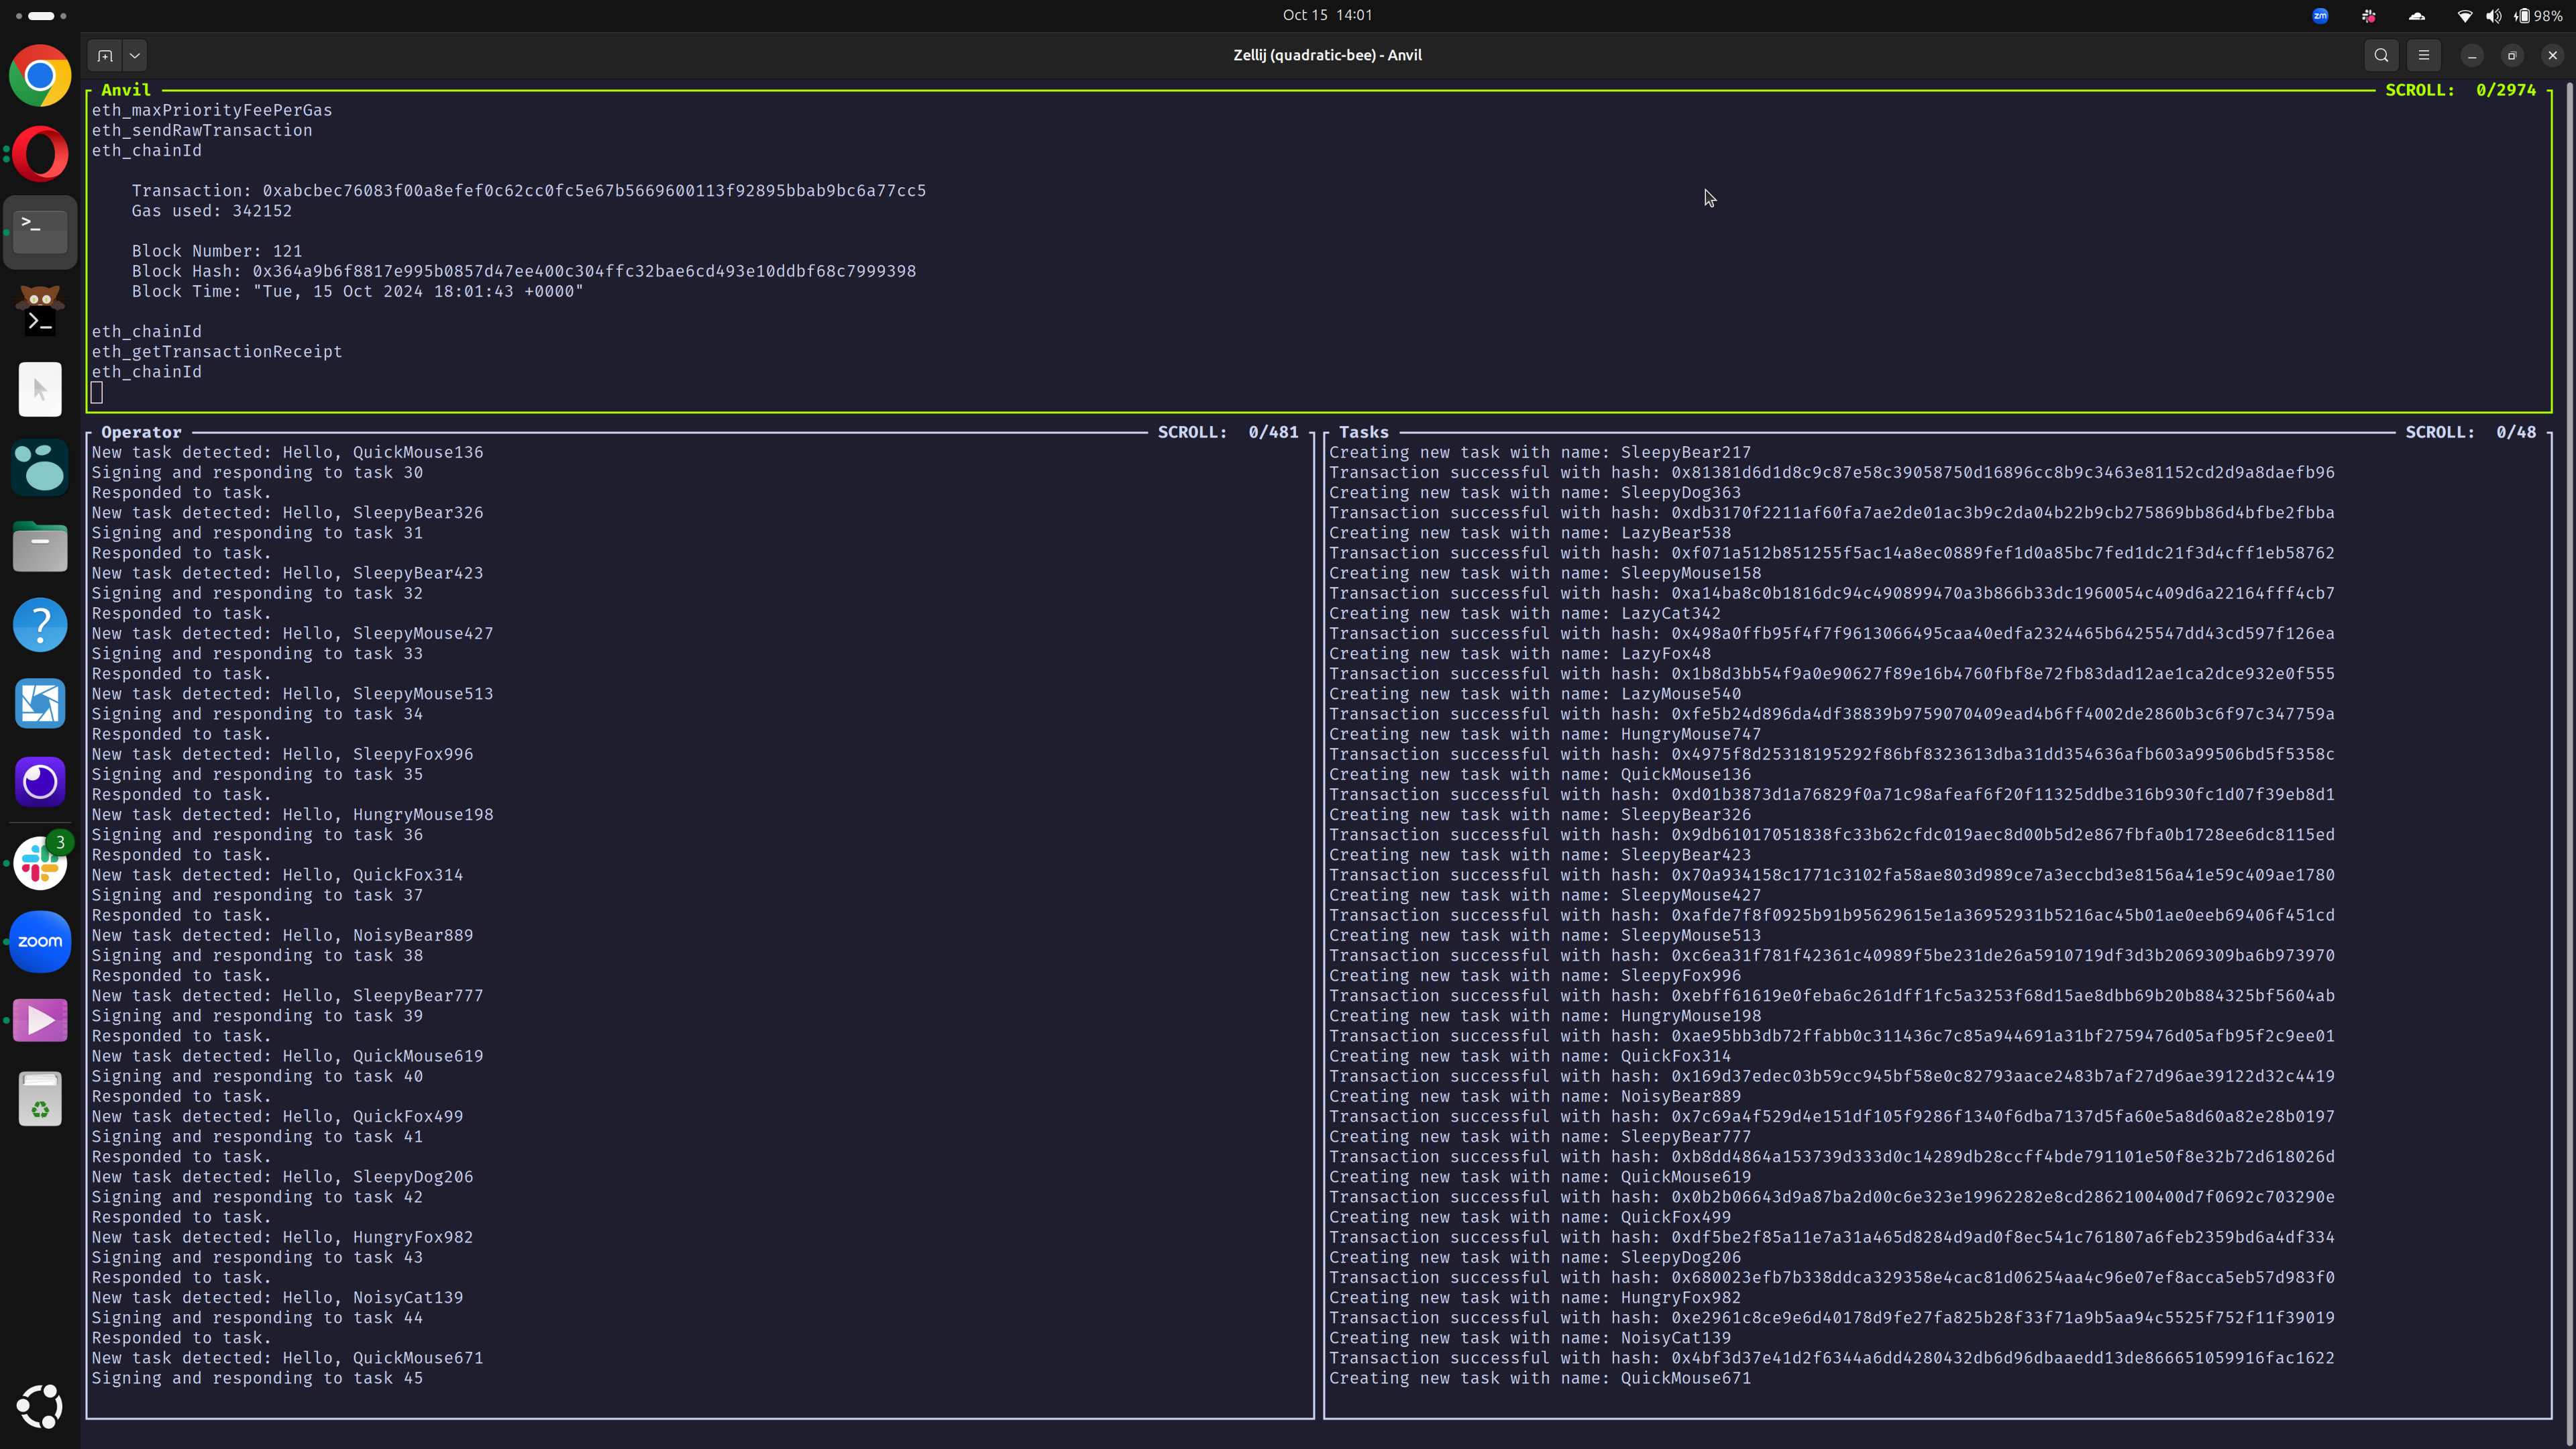 Oct 15 14:01
98%
Zellij (quadratic-bee) - Anvil
Anvil SCROLL: 0/2974
eth_maxPriorityFeePerGas
eth_sendRawTransaction
eth_chainId
Transaction: 0xabcbec76083f00a8efef0c62cc0fc5e67b5669600113f92895bbab9bc6a77cc5
Gas used: 342152
Block Number: 121
Block Hash: 0x364a9b6f8817e995b0857d47ee400c304ffc32bae6cd493e10ddbf68c7999398
Block Time: "Tue, 15 Oct 2024 18:01:43 +0000"
eth_chainId
eth_getTransactionReceipt
eth_chainId
Operator SCROLL: 0/481
New task detected: Hello, QuickMouse136
Signing and responding to task 30
Responded to task.
New task detected: Hello, SleepyBear326
Signing and responding to task 31
Responded to task.
New task detected: Hello, SleepyBear423
Signing and responding to task 32
Responded to task.
New task detected: Hello, SleepyMouse427
Signing and responding to task 33
Responded to task.
New task detected: Hello, SleepyMouse513
Signing and responding to task 34
Responded to task.
New task detected: Hello, SleepyFox996
Signing and responding to task 35
Responded to task.
New task detected: Hello, HungryMouse198
Signing and responding to task 36
Responded to task.
New task detected: Hello, QuickFox314
Signing and responding to task 37
Responded to task.
New task detected: Hello, NoisyBear889
Signing and responding to task 38
Responded to task.
New task detected: Hello, SleepyBear777
Signing and responding to task 39
Responded to task.
New task detected: Hello, QuickMouse619
Signing and responding to task 40
Responded to task.
New task detected: Hello, QuickFox499
Signing and responding to task 41
Responded to task.
New task detected: Hello, SleepyDog206
Signing and responding to task 42
Responded to task.
New task detected: Hello, HungryFox982
Signing and responding to task 43
Responded to task.
New task detected: Hello, NoisyCat139
Signing and responding to task 44
Responded to task.
New task detected: Hello, QuickMouse671
Signing and responding to task 45
Tasks SCROLL: 0/48
Creating new task with name: SleepyBear217
Transaction successful with hash: 0x81381d6d1d8c9c87e58c39058750d16896cc8b9c3463e81152cd2d9a8daefb96
Creating new task with name: SleepyDog363
Transaction successful with hash: 0xdb3170f2211af60fa7ae2de01ac3b9c2da04b22b9cb275869bb86d4bfbe2fbba
Creating new task with name: LazyBear538
Transaction successful with hash: 0xf071a512b851255f5ac14a8ec0889fef1d0a85bc7fed1dc21f3d4cff1eb58762
Creating new task with name: SleepyMouse158
Transaction successful with hash: 0xa14ba8c0b1816dc94c490899470a3b866b33dc1960054c409d6a22164fff4cb7
Creating new task with name: LazyCat342
Transaction successful with hash: 0x498a0ffb95f4f7f9613066495caa40edfa2324465b6425547dd43cd597f126ea
Creating new task with name: LazyFox48
Transaction successful with hash: 0x1b8d3bb54f9a0e90627f89e16b4760fbf8e72fb83dad12ae1ca2dce932e0f555
Creating new task with name: LazyMouse540
Transaction successful with hash: 0xfe5b24d896da4df38839b9759070409ead4b6ff4002de2860b3c6f97c347759a
Creating new task with name: HungryMouse747
Transaction successful with hash: 0x4975f8d25318195292f86bf8323613dba31dd354636afb603a99506bd5f5358c
Creating new task with name: QuickMouse136
Transaction successful with hash: 0xd01b3873d1a76829f0a71c98afeaf6f20f11325ddbe316b930fc1d07f39eb8d1
Creating new task with name: SleepyBear326
Transaction successful with hash: 0x9db61017051838fc33b62cfdc019aec8d00b5d2e867fbfa0b1728ee6dc8115ed
Creating new task with name: SleepyBear423
Transaction successful with hash: 0x70a934158c1771c3102fa58ae803d989ce7a3eccbd3e8156a41e59c409ae1780
Creating new task with name: SleepyMouse427
Transaction successful with hash: 0xafde7f8f0925b91b95629615e1a36952931b5216ac45b01ae0eeb69406f451cd
Creating new task with name: SleepyMouse513
Transaction successful with hash: 0xc6ea31f781f42361c40989f5be231de26a5910719df3d3b2069309ba6b973970
Creating new task with name: SleepyFox996
Transaction successful with hash: 0xebff61619e0feba6c261dff1fc5a3253f68d15ae8dbb69b20b884325bf5604ab
Creating new task with name: HungryMouse198
Transaction successful with hash: 0xae95bb3db72ffabb0c311436c7c85a944691a31bf2759476d05afb95f2c9ee01
Creating new task with name: QuickFox314
Transaction successful with hash: 0x169d37edec03b59cc945bf58e0c82793aace2483b7af27d96ae39122d32c4419
Creating new task with name: NoisyBear889
Transaction successful with hash: 0x7c69a4f529d4e151df105f9286f1340f6dba7137d5fa60e5a8d60a82e28b0197
Creating new task with name: SleepyBear777
Transaction successful with hash: 0xb8dd4864a153739d333d0c14289db28ccff4bde791101e50f8e32b72d618026d
Creating new task with name: QuickMouse619
Transaction successful with hash: 0x0b2b06643d9a87ba2d00c6e323e19962282e8cd2862100400d7f0692c703290e
Creating new task with name: QuickFox499
Transaction successful with hash: 0xdf5be2f85a11e7a31a465d8284d9ad0f8ec541c761807a6feb2359bd6a4df334
Creating new task with name: SleepyDog206
Transaction successful with hash: 0x680023efb7b338ddca329358e4cac81d06254aa4c96e07ef8acca5eb57d983f0
Creating new task with name: HungryFox982
Transaction successful with hash: 0xe2961c8ce9e6d40178d9fe27fa825b28f33f71a9b5aa94c5525f752f11f39019
Creating new task with name: NoisyCat139
Transaction successful with hash: 0x4bf3d37e41d2f6344a6dd4280432db6d96dbaaedd13de866651059916fac1622
Creating new task with name: QuickMouse671
3
zoom
zm